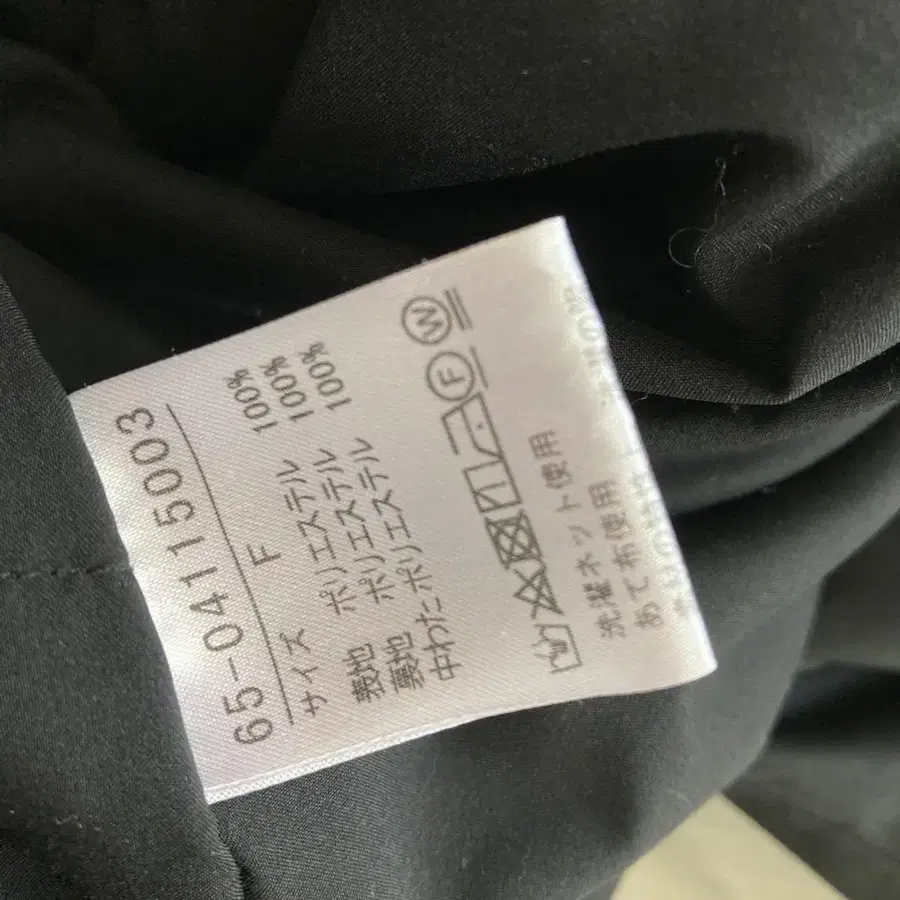 65-04115003
サイズ F
表地 ポリエステル 100%
裏地 ポリエステル 100%
中わた ポリエステル 100%
F W
洗濯ネット使用
あて布使用